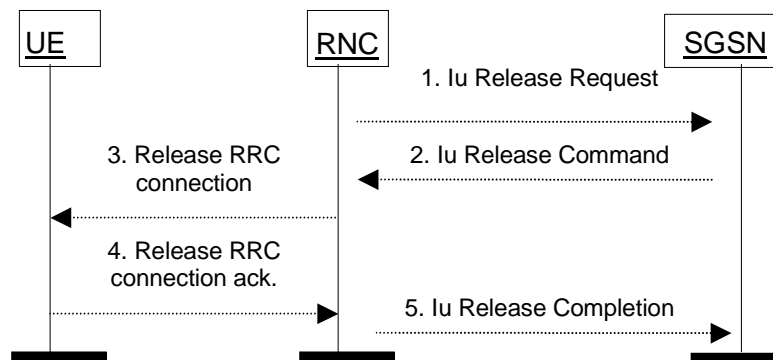 UE
RNC
SGSN
1. Iu Release Request
2. Iu Release Command
3. Release RRC
connection
4. Release RRC
connection ack.
5. Iu Release Completion